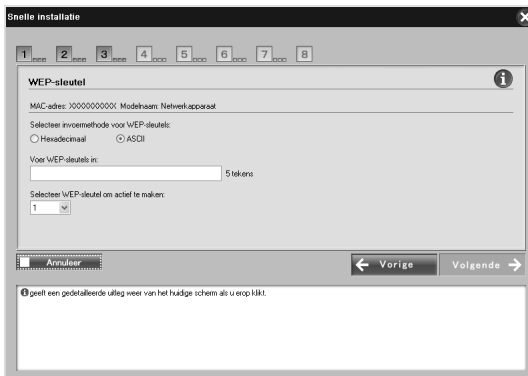 Snelle installatie
1 2 3 4 5 6 7 8
WEP-sleutel
MAC-adres: XXXXXXXXXX Modelnaam: Netwerkapparaat
Selecteer invoermethode voor WEP-sleutels:
Hexadecimaal ASCII
Voer WEP-sleutels in:
5 tekens
Selecteer WEP-sleutel om actief te maken:
1
Annuleer Vorige Volgende
geeft een gedetailleerde uitleg weer van het huidige scherm als u erop klikt.